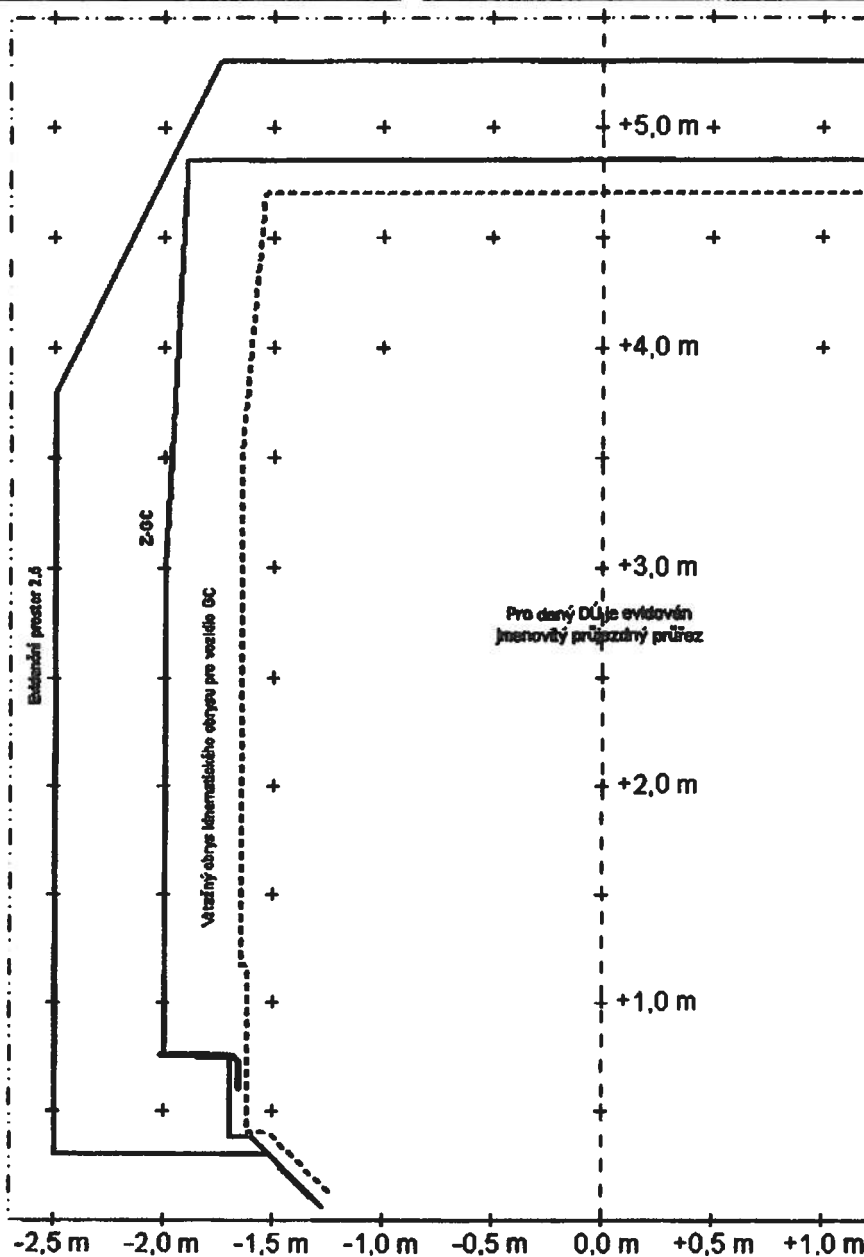 +5,0 m
+4,0 m
Z-GC
+3,0 m
Evidenční prostor 2.6
Vztažný obrys kinematického obrysu pro vozidlo GC
Pro daný DÚ je evidován
jmenovitý průjezdný průřez
+2,0 m
+1,0 m
-2,5 m -2,0 m -1,5 m -1,0 m -0,5 m 0,0 m +0,5 m +1,0 m